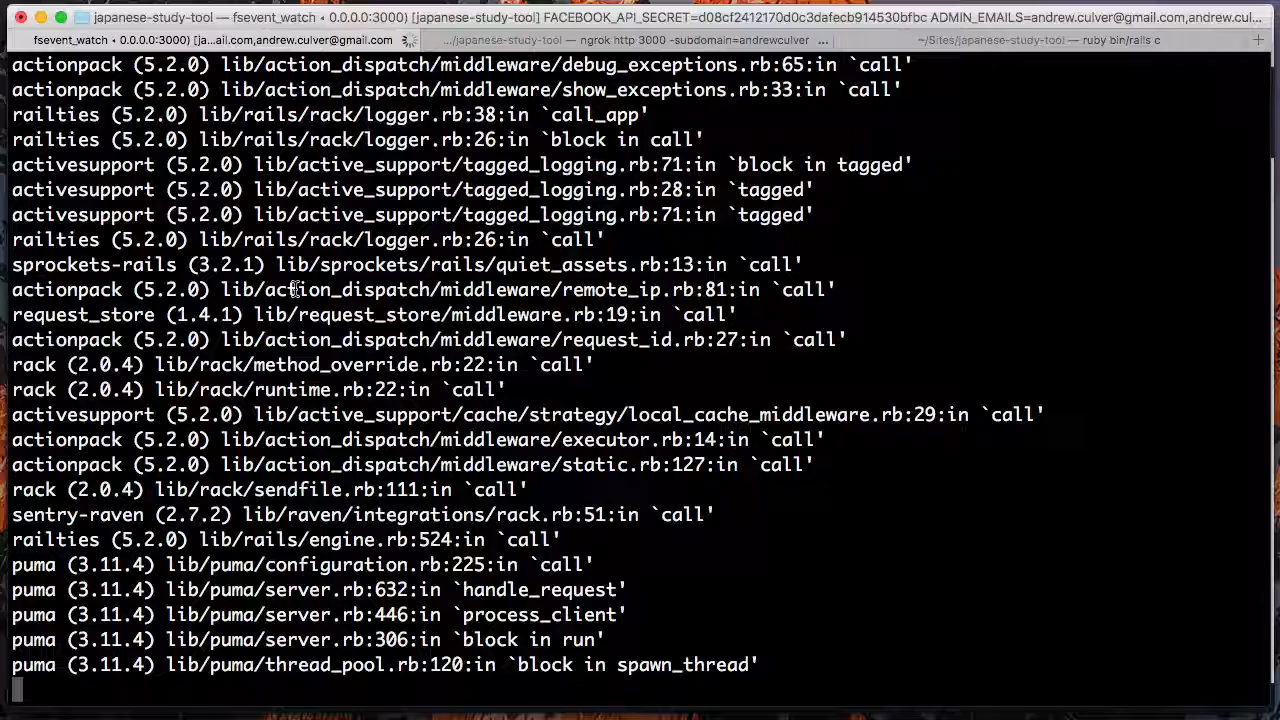 japanese-study-tool — fsevent_watch ◂ 0.0.0.0:3000) [japanese-study-tool] FACEBOOK_API_SECRET=d08cf2412170d0c3dafecb914530bfbc ADMIN_EMAILS=andrew.culver@gmail.com,andrew.cul...
fsevent_watch ◂ 0.0.0.0:3000) [ja...ail.com,andrew.culver@gmail.com
.../japanese-study-tool — ngrok http 3000 -subdomain=andrewculver ...
~/Sites/japanese-study-tool — ruby bin/rails c
actionpack (5.2.0) lib/action_dispatch/middleware/debug_exceptions.rb:65:in `call'
actionpack (5.2.0) lib/action_dispatch/middleware/show_exceptions.rb:33:in `call'
railties (5.2.0) lib/rails/rack/logger.rb:38:in `call_app'
railties (5.2.0) lib/rails/rack/logger.rb:26:in `block in call'
activesupport (5.2.0) lib/active_support/tagged_logging.rb:71:in `block in tagged'
activesupport (5.2.0) lib/active_support/tagged_logging.rb:28:in `tagged'
activesupport (5.2.0) lib/active_support/tagged_logging.rb:71:in `tagged'
railties (5.2.0) lib/rails/rack/logger.rb:26:in `call'
sprockets-rails (3.2.1) lib/sprockets/rails/quiet_assets.rb:13:in `call'
actionpack (5.2.0) lib/action_dispatch/middleware/remote_ip.rb:81:in `call'
request_store (1.4.1) lib/request_store/middleware.rb:19:in `call'
actionpack (5.2.0) lib/action_dispatch/middleware/request_id.rb:27:in `call'
rack (2.0.4) lib/rack/method_override.rb:22:in `call'
rack (2.0.4) lib/rack/runtime.rb:22:in `call'
activesupport (5.2.0) lib/active_support/cache/strategy/local_cache_middleware.rb:29:in `call'
actionpack (5.2.0) lib/action_dispatch/middleware/executor.rb:14:in `call'
actionpack (5.2.0) lib/action_dispatch/middleware/static.rb:127:in `call'
rack (2.0.4) lib/rack/sendfile.rb:111:in `call'
sentry-raven (2.7.2) lib/raven/integrations/rack.rb:51:in `call'
railties (5.2.0) lib/rails/engine.rb:524:in `call'
puma (3.11.4) lib/puma/configuration.rb:225:in `call'
puma (3.11.4) lib/puma/server.rb:632:in `handle_request'
puma (3.11.4) lib/puma/server.rb:446:in `process_client'
puma (3.11.4) lib/puma/server.rb:306:in `block in run'
puma (3.11.4) lib/puma/thread_pool.rb:120:in `block in spawn_thread'